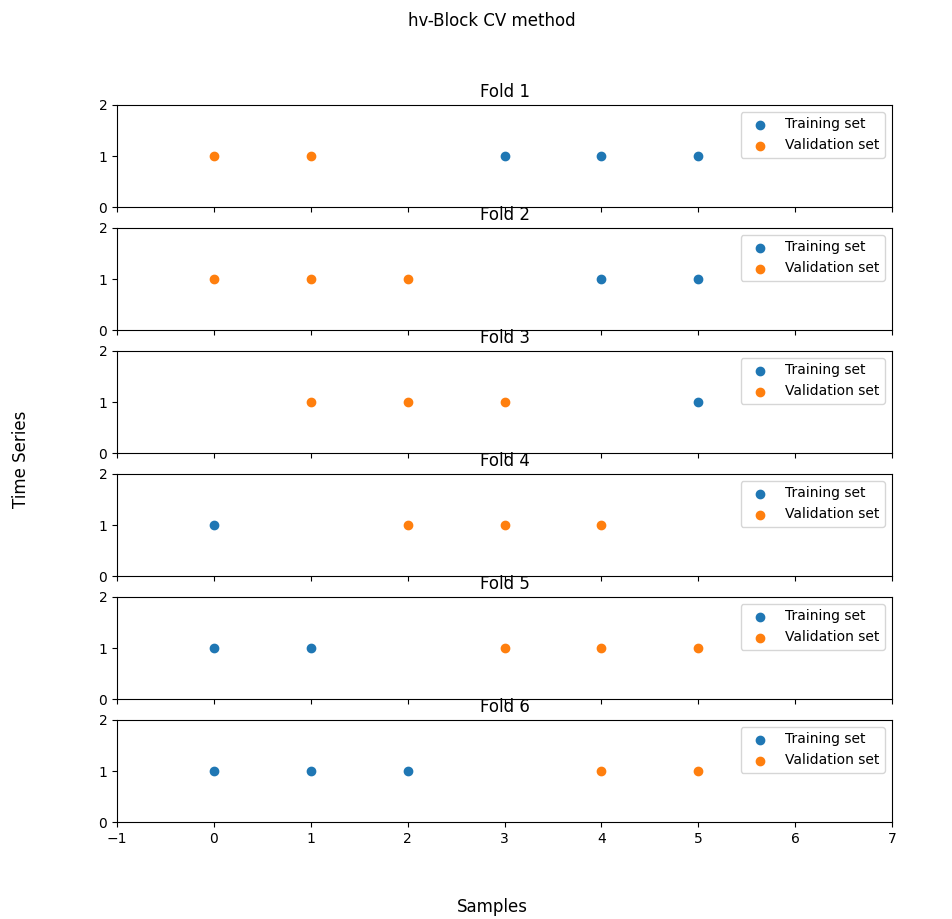 hv-Block CV method
Fold 1
2
Training set
Validation set
1
0
Fold 2
2
Training set
Validation set
1
0
Fold 3
2
Training set
Validation set
1
0
Fold 4
2
Training set
Validation set
1
0
Fold 5
2
Training set
Validation set
1
0
Fold 6
2
Training set
Validation set
1
0
−1 0 1 2 3 4 5 6 7
Time Series
Samples